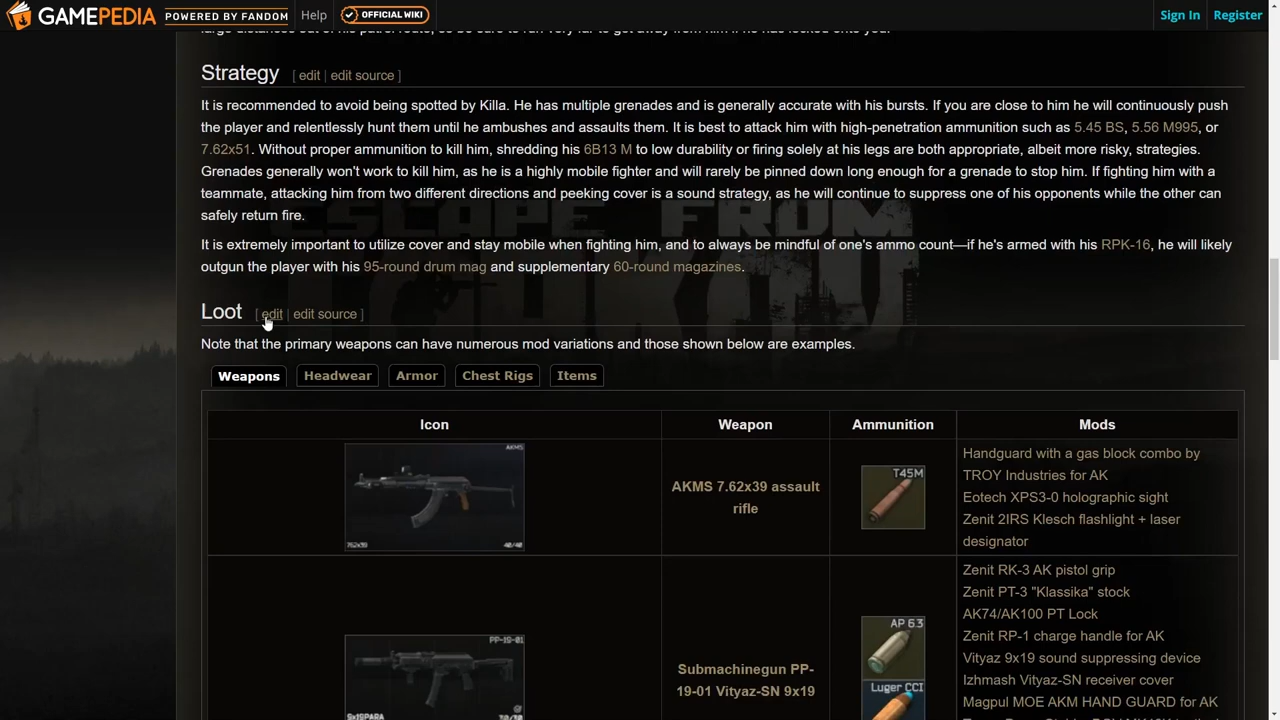 GAMEPEDIA POWERED BY FANDOM Help OFFICIAL WIKI Sign In Register
Strategy [ edit | edit source ]
It is recommended to avoid being spotted by Killa. He has multiple grenades and is generally accurate with his bursts. If you are close to him he will continuously push
the player and relentlessly hunt them until he ambushes and assaults them. It is best to attack him with high-penetration ammunition such as 5.45 BS, 5.56 M995, or
7.62x51. Without proper ammunition to kill him, shredding his 6B13 M to low durability or firing solely at his legs are both appropriate, albeit more risky, strategies.
Grenades generally won't work to kill him, as he is a highly mobile fighter and will rarely be pinned down long enough for a grenade to stop him. If fighting him with a
teammate, attacking him from two different directions and peeking cover is a sound strategy, as he will continue to suppress one of his opponents while the other can
safely return fire.
It is extremely important to utilize cover and stay mobile when fighting him, and to always be mindful of one's ammo count—if he's armed with his RPK-16, he will likely
outgun the player with his 95-round drum mag and supplementary 60-round magazines.
Loot [ edit | edit source ]
Note that the primary weapons can have numerous mod variations and those shown below are examples.
Weapons Headwear Armor Chest Rigs Items
Icon Weapon Ammunition Mods
AKMS
762x39 40/40
AKMS 7.62x39 assault
rifle
T45M
Handguard with a gas block combo by
TROY Industries for AK
Eotech XPS3-0 holographic sight
Zenit 2IRS Klesch flashlight + laser
designator
PP-19-01
9x19PARA 30/30
Submachinegun PP-
19-01 Vityaz-SN 9x19
AP 6.3
Luger CCI
Zenit RK-3 AK pistol grip
Zenit PT-3 "Klassika" stock
AK74/AK100 PT Lock
Zenit RP-1 charge handle for AK
Vityaz 9x19 sound suppressing device
Izhmash Vityaz-SN receiver cover
Magpul MOE AKM HAND GUARD for AK